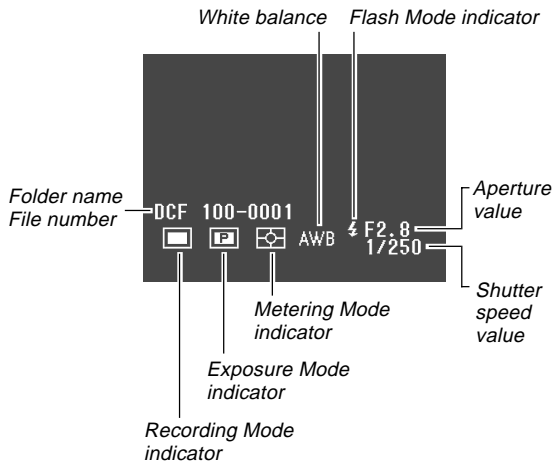 White balance
Flash Mode indicator
Folder name
File number
DCF 100-0001
P
AWB
F2.8
1/250
Aperture
value
Shutter
speed
value
Metering Mode
indicator
Exposure Mode
indicator
Recording Mode
indicator